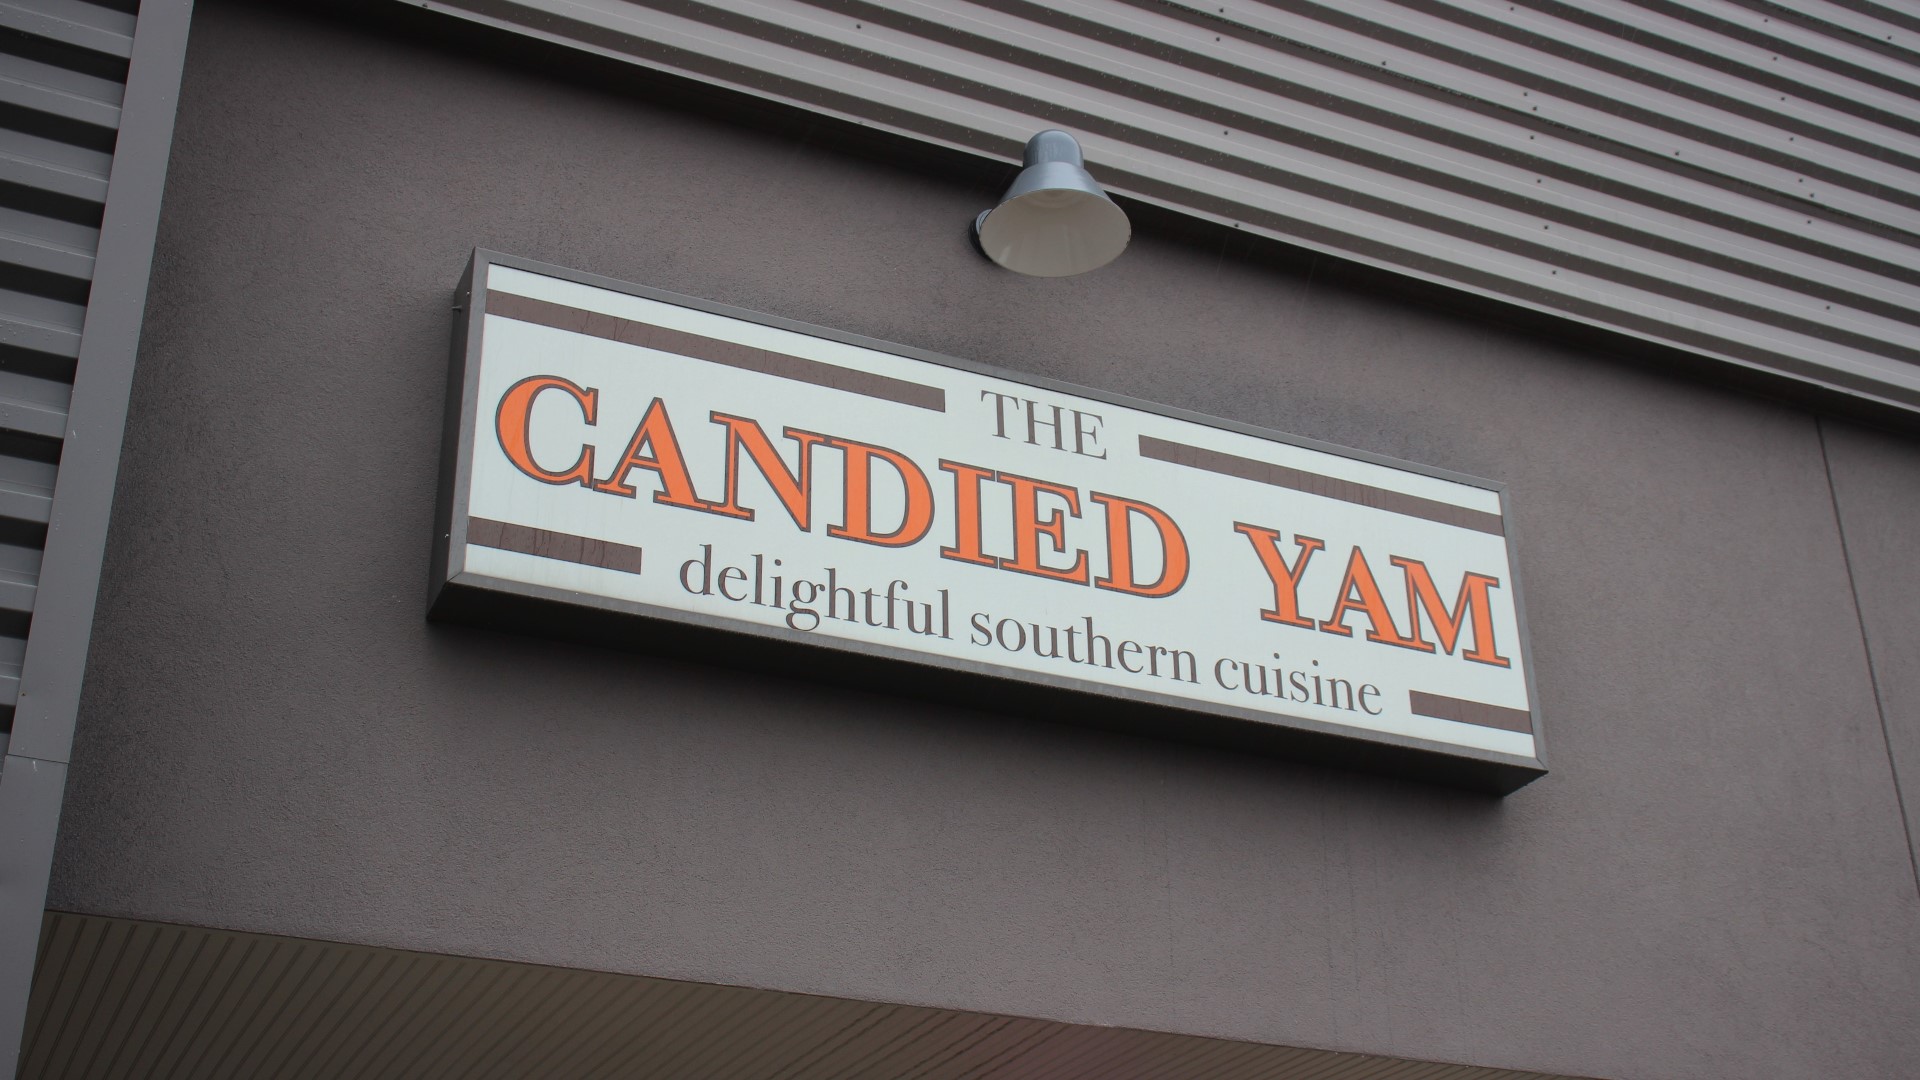 THE
CANDIED YAM
delightful southern cuisine